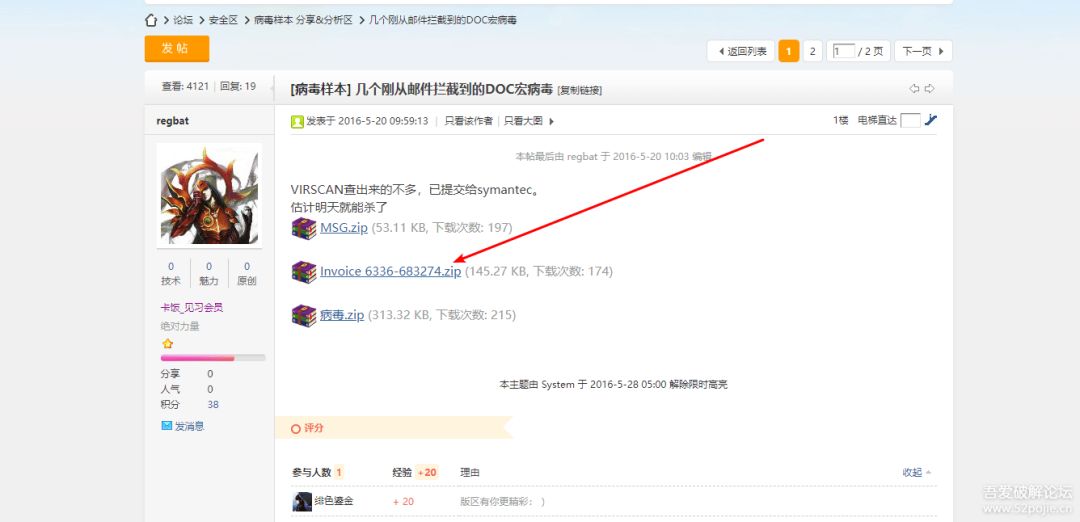 论坛 > 安全区 > 病毒样本 分享&分析区 > 几个刚从邮件拦截到的DOC宏病毒
发帖
返回列表 1 2 1 / 2 页 下一页
查看: 4121 | 回复: 19
[病毒样本] 几个刚从邮件拦截到的DOC宏病毒 [复制链接]
regbat
发表于 2016-5-20 09:59:13 | 只看该作者 | 只看大图
1楼 电梯直达
本帖最后由 regbat 于 2016-5-20 10:03 编辑
VIRSCAN查出来的不多，已提交给symantec。
估计明天就能杀了
MSG.zip (53.11 KB, 下载次数: 197)
Invoice 6336-683274.zip (145.27 KB, 下载次数: 174)
病毒.zip (313.32 KB, 下载次数: 215)
0 0 0
技术 魅力 原创
卡饭_见习会员
绝对力量
分享 0
人气 0
积分 38
发消息
本主题由 System 于 2016-5-28 05:00 解除限时高亮
评分
参与人数 1 经验 +20 理由 收起
绯色鎏金 + 20 版区有你更精彩: )
吾爱破解论坛
www.52pojie.cn